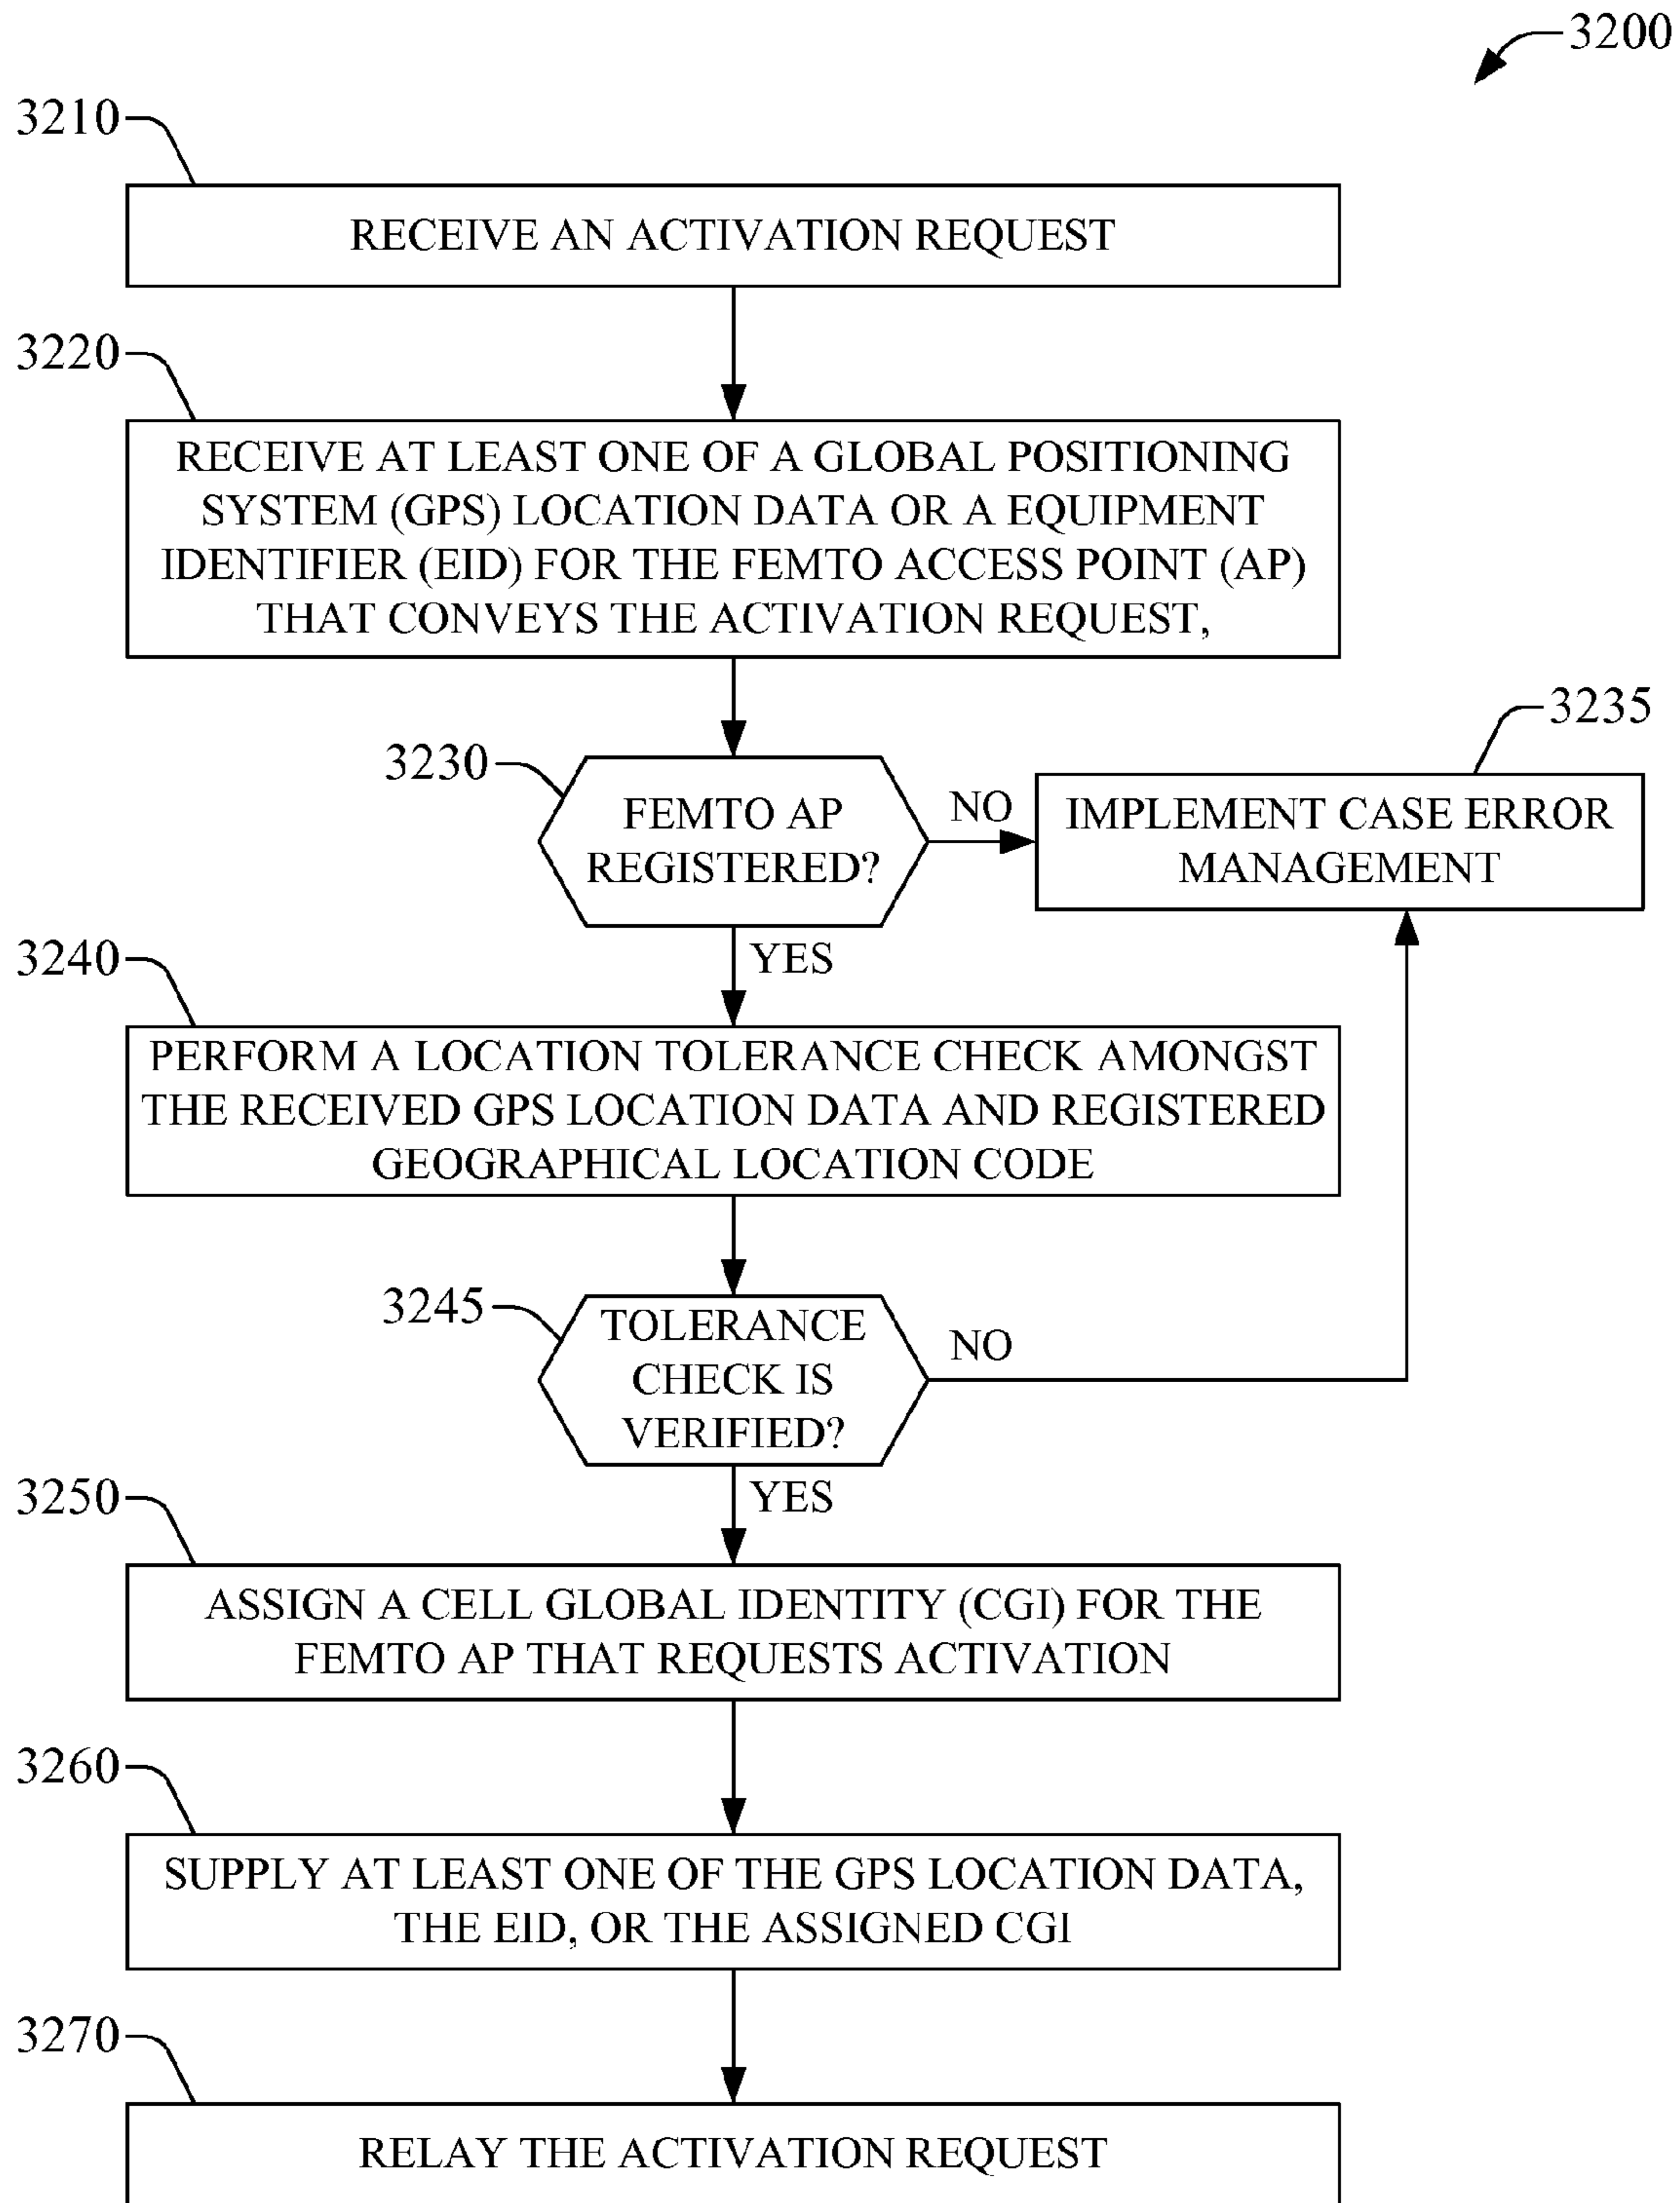 3200
3210
RECEIVE AN ACTIVATION REQUEST
3220
RECEIVE AT LEAST ONE OF A GLOBAL POSITIONING
SYSTEM (GPS) LOCATION DATA OR A EQUIPMENT
IDENTIFIER (EID) FOR THE FEMTO ACCESS POINT (AP)
THAT CONVEYS THE ACTIVATION REQUEST,
3230
FEMTO AP
REGISTERED?
NO
3235
IMPLEMENT CASE ERROR
MANAGEMENT
YES
3240
PERFORM A LOCATION TOLERANCE CHECK AMONGST
THE RECEIVED GPS LOCATION DATA AND REGISTERED
GEOGRAPHICAL LOCATION CODE
3245
TOLERANCE
CHECK IS
VERIFIED?
NO
YES
3250
ASSIGN A CELL GLOBAL IDENTITY (CGI) FOR THE
FEMTO AP THAT REQUESTS ACTIVATION
3260
SUPPLY AT LEAST ONE OF THE GPS LOCATION DATA,
THE EID, OR THE ASSIGNED CGI
3270
RELAY THE ACTIVATION REQUEST